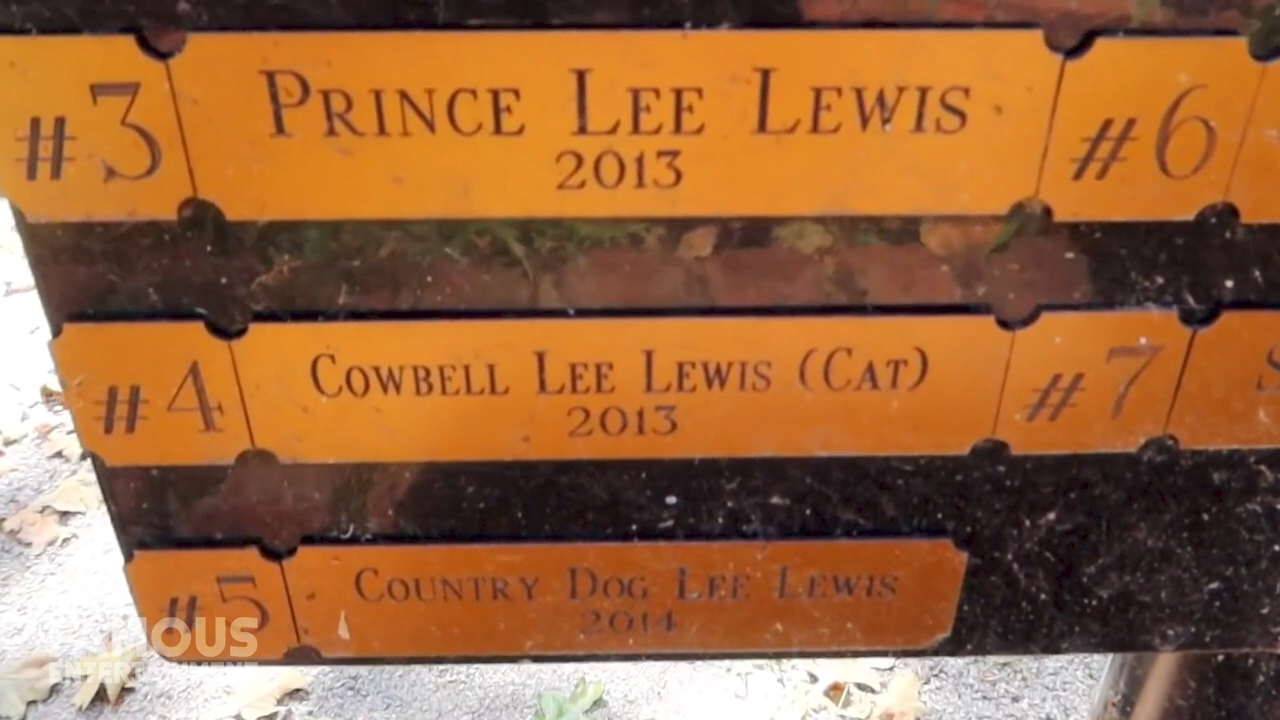 #3 PRINCE LEE LEWIS #6
2013
#4 COWBELL LEE LEWIS (CAT) #7
2013
#5 COUNTRY DOG LEE LEWIS
2014
ENTERTAINMENT